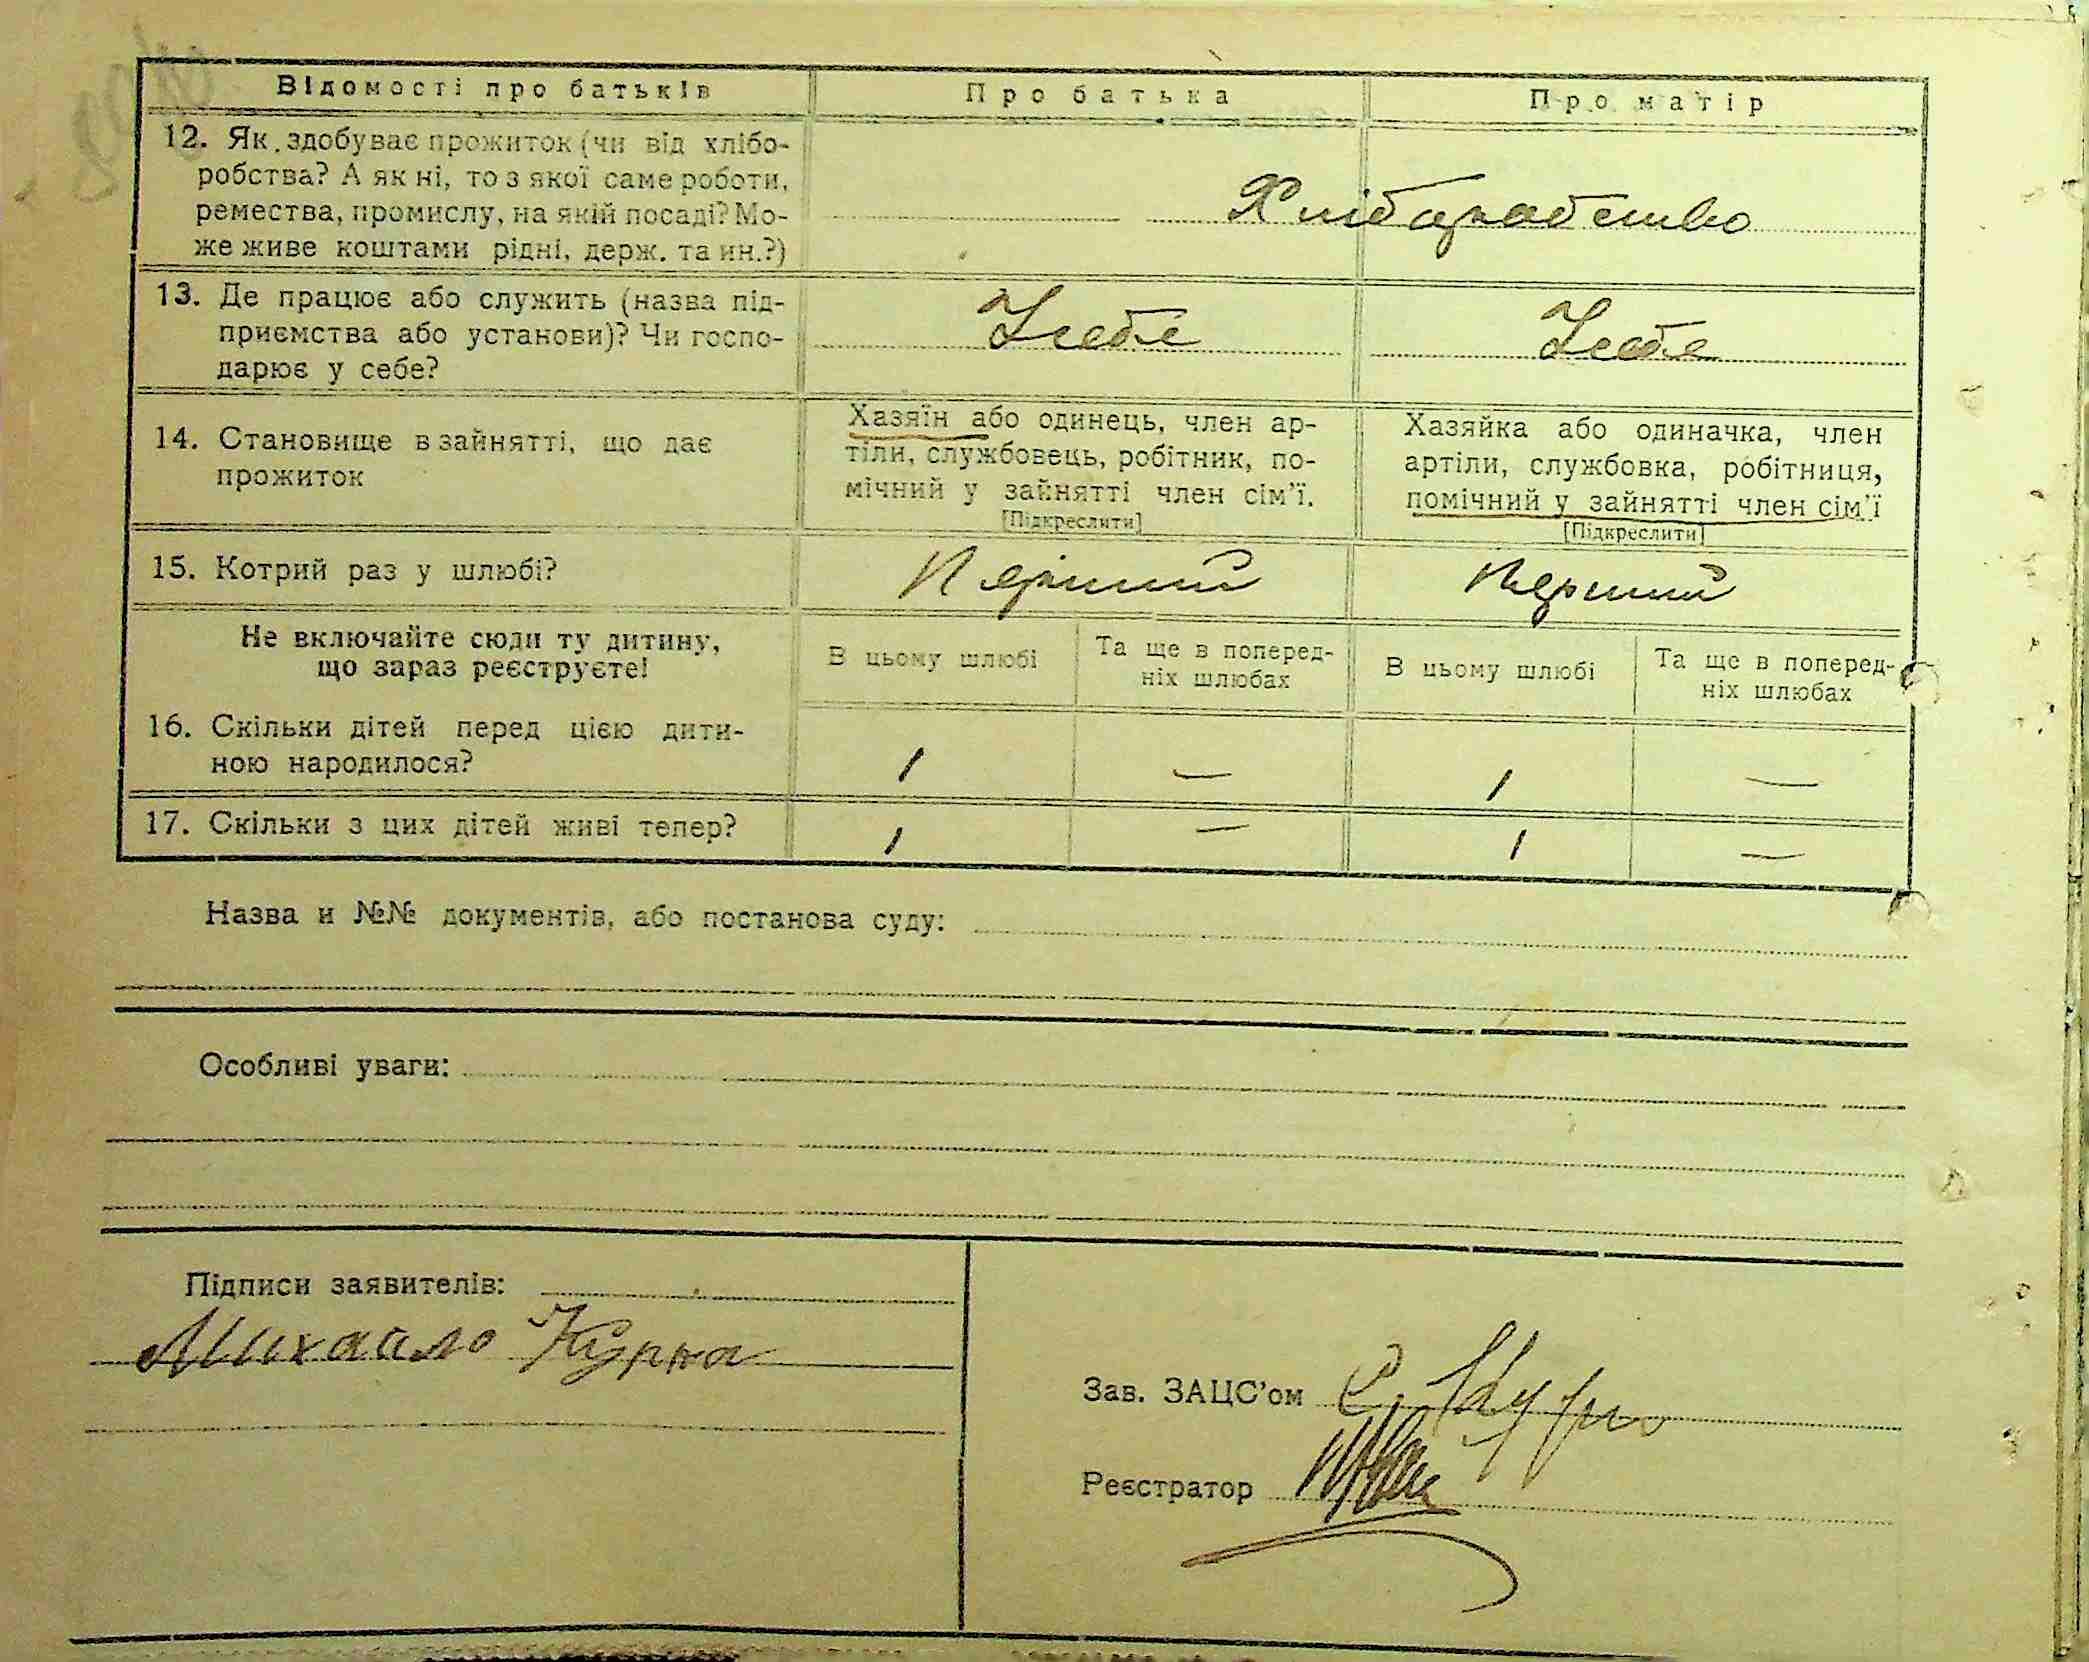 Відомості про батьків
Про батька
Про матір
12. Як здобуває прожиток (чи від хлібо-
робства? А як ні, то з якої саме роботи,
ремества, промислу, на якій посаді? Мо-
же живе коштами рідні, держ. та ин.?)
Хліборобство
13. Де працює або служить (назва під-
приємства або установи)? Чи госпо-
дарює у себе?
У себе
У себе
14. Становище в зайнятті, що дає
прожиток
Хазяїн або одинець, член ар-
тіли, службовець, робітник, по-
мічний у зайнятті член сім'ї.
[Підкреслити]
Хазяйка або одиначка, член
артіли, службовка, робітниця,
помічний у зайнятті член сім'ї
[Підкреслити]
15. Котрий раз у шлюбі?
Перший
Перший
Не включайте сюди ту дитину,
що зараз реєструєте!
В цьому шлюбі
Та ще в поперед-
ніх шлюбах
В цьому шлюбі
Та ще в поперед-
ніх шлюбах
16. Скільки дітей перед цією дити-
ною народилося?
1 — 1 —
17. Скільки з цих дітей живі тепер?
1 — 1 —
Назва и №№ документів, або постанова суду:
Особливі уваги:
Підписи заявителів:
Михайло Курка
Зав. ЗАЦС'ом
Реєстратор